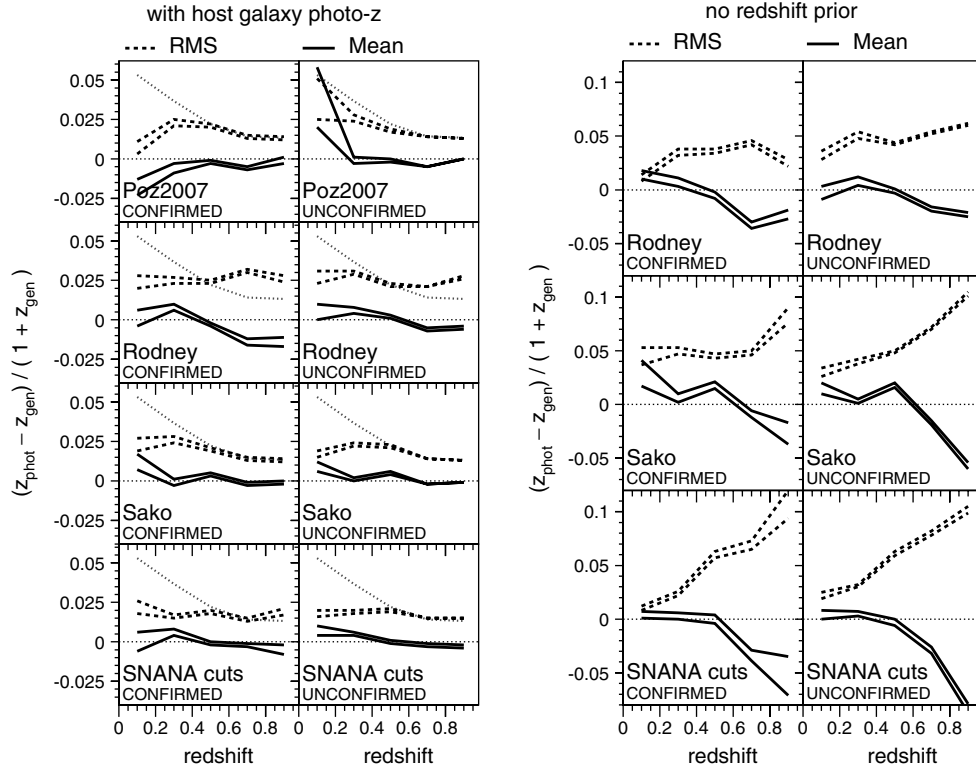 with host galaxy photo-z
RMS Mean
0.05
0.025
0
-0.025
Poz2007
CONFIRMED
Poz2007
UNCONFIRMED
0.05
0.025
0
-0.025
Rodney
CONFIRMED
Rodney
UNCONFIRMED
0.05
0.025
0
-0.025
Sako
CONFIRMED
Sako
UNCONFIRMED
0.05
0.025
0
-0.025
SNANA cuts
CONFIRMED
SNANA cuts
UNCONFIRMED
0 0.2 0.4 0.6 0.8 0 0.2 0.4 0.6 0.8
redshift redshift
(z_phot – z_gen) / ( 1 + z_gen)
no redshift prior
RMS Mean
0.1
0.05
0
-0.05
Rodney
CONFIRMED
Rodney
UNCONFIRMED
0.1
0.05
0
-0.05
Sako
CONFIRMED
Sako
UNCONFIRMED
0.1
0.05
0
-0.05
SNANA cuts
CONFIRMED
SNANA cuts
UNCONFIRMED
0 0.2 0.4 0.6 0.8 0 0.2 0.4 0.6 0.8
redshift redshift
(z_phot – z_gen) / ( 1 + z_gen)